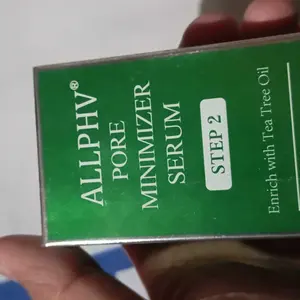 ALLPHV®
PORE
MINIMIZER
SERUM
STEP 2
Enrich with Tea Tree Oil